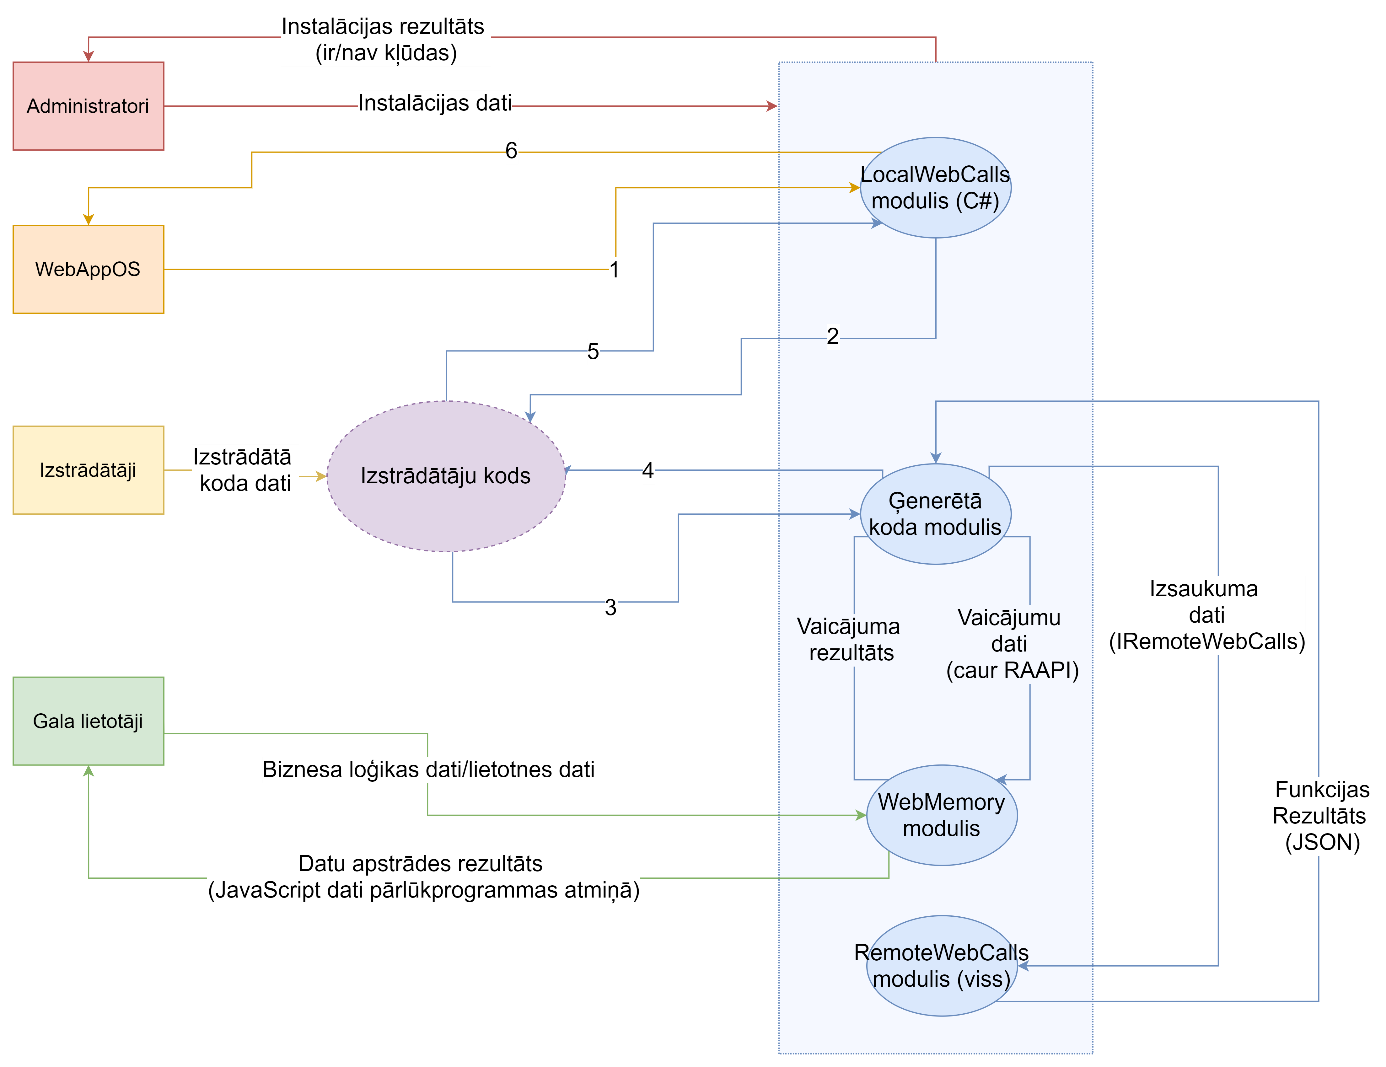 Instalācijas rezultāts
(ir/nav kļūdas)
Administratori
Instalācijas dati
6
LocalWebCalls
modulis (C#)
WebAppOS
1
2
5
Izstrādātāji
Izstrādātā
koda dati
Izstrādātāju kods
4
Ģenerētā
koda modulis
3
Izsaukuma
dati
(IRemoteWebCalls)
Vaicājuma
rezultāts
Vaicājumu
dati
(caur RAAPI)
Gala lietotāji
Biznesa loģikas dati/lietotnes dati
WebMemory
modulis
Funkcijas
Rezultāts
(JSON)
Datu apstrādes rezultāts
(JavaScript dati pārlūkprogrammas atmiņā)
RemoteWebCalls
modulis (viss)